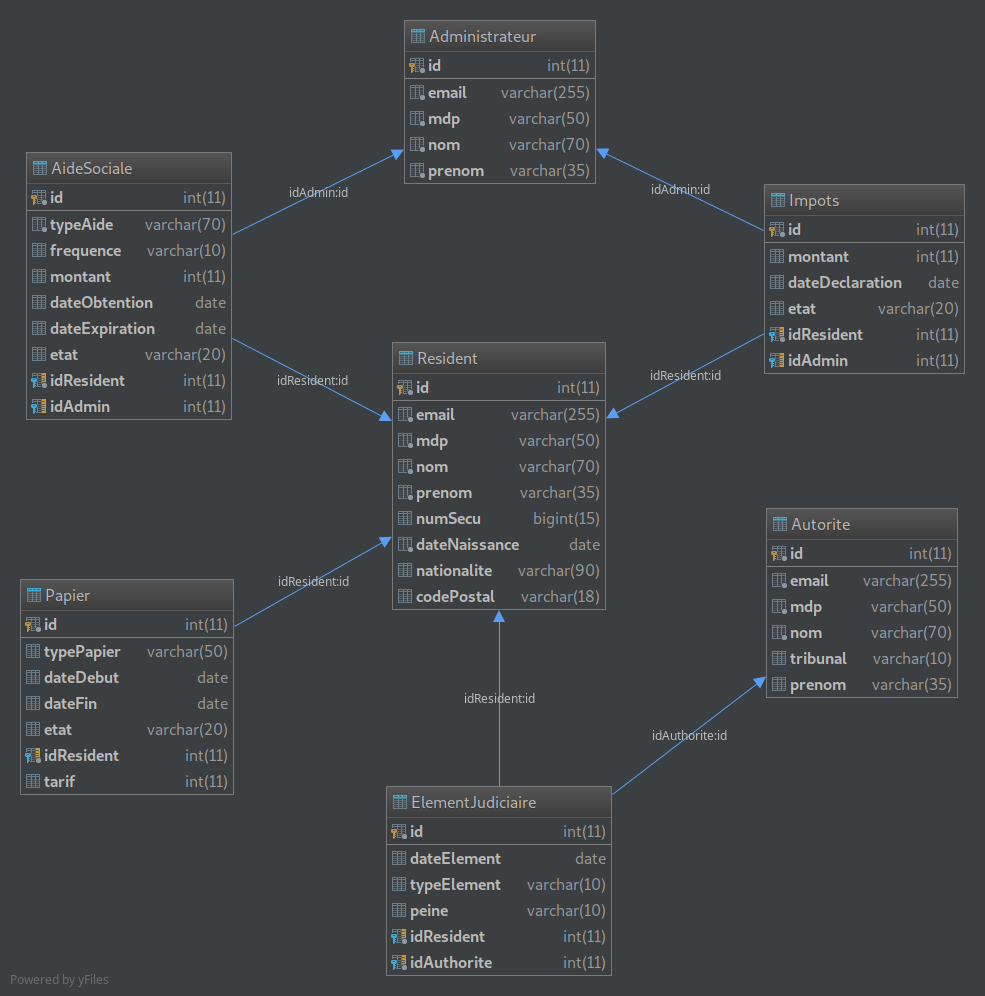 Administrateur
id int(11)
email varchar(255)
mdp varchar(50)
nom varchar(70)
prenom varchar(35)
AideSociale
id int(11)
typeAide varchar(70)
frequence varchar(10)
montant int(11)
dateObtention date
dateExpiration date
etat varchar(20)
idResident int(11)
idAdmin int(11)
idAdmin:id
idAdmin:id
Impots
id int(11)
montant int(11)
dateDeclaration date
etat varchar(20)
idResident int(11)
idAdmin int(11)
idResident:id
idResident:id
Resident
id int(11)
email varchar(255)
mdp varchar(50)
nom varchar(70)
prenom varchar(35)
numSecu bigint(15)
dateNaissance date
nationalite varchar(90)
codePostal varchar(18)
Autorite
id int(11)
email varchar(255)
mdp varchar(50)
nom varchar(70)
tribunal varchar(10)
prenom varchar(35)
Papier
id int(11)
typePapier varchar(50)
dateDebut date
dateFin date
etat varchar(20)
idResident int(11)
tarif int(11)
idResident:id
idResident:id
idAuthorite:id
ElementJudiciaire
id int(11)
dateElement date
typeElement varchar(10)
peine varchar(10)
idResident int(11)
idAuthorite int(11)
Powered by yFiles